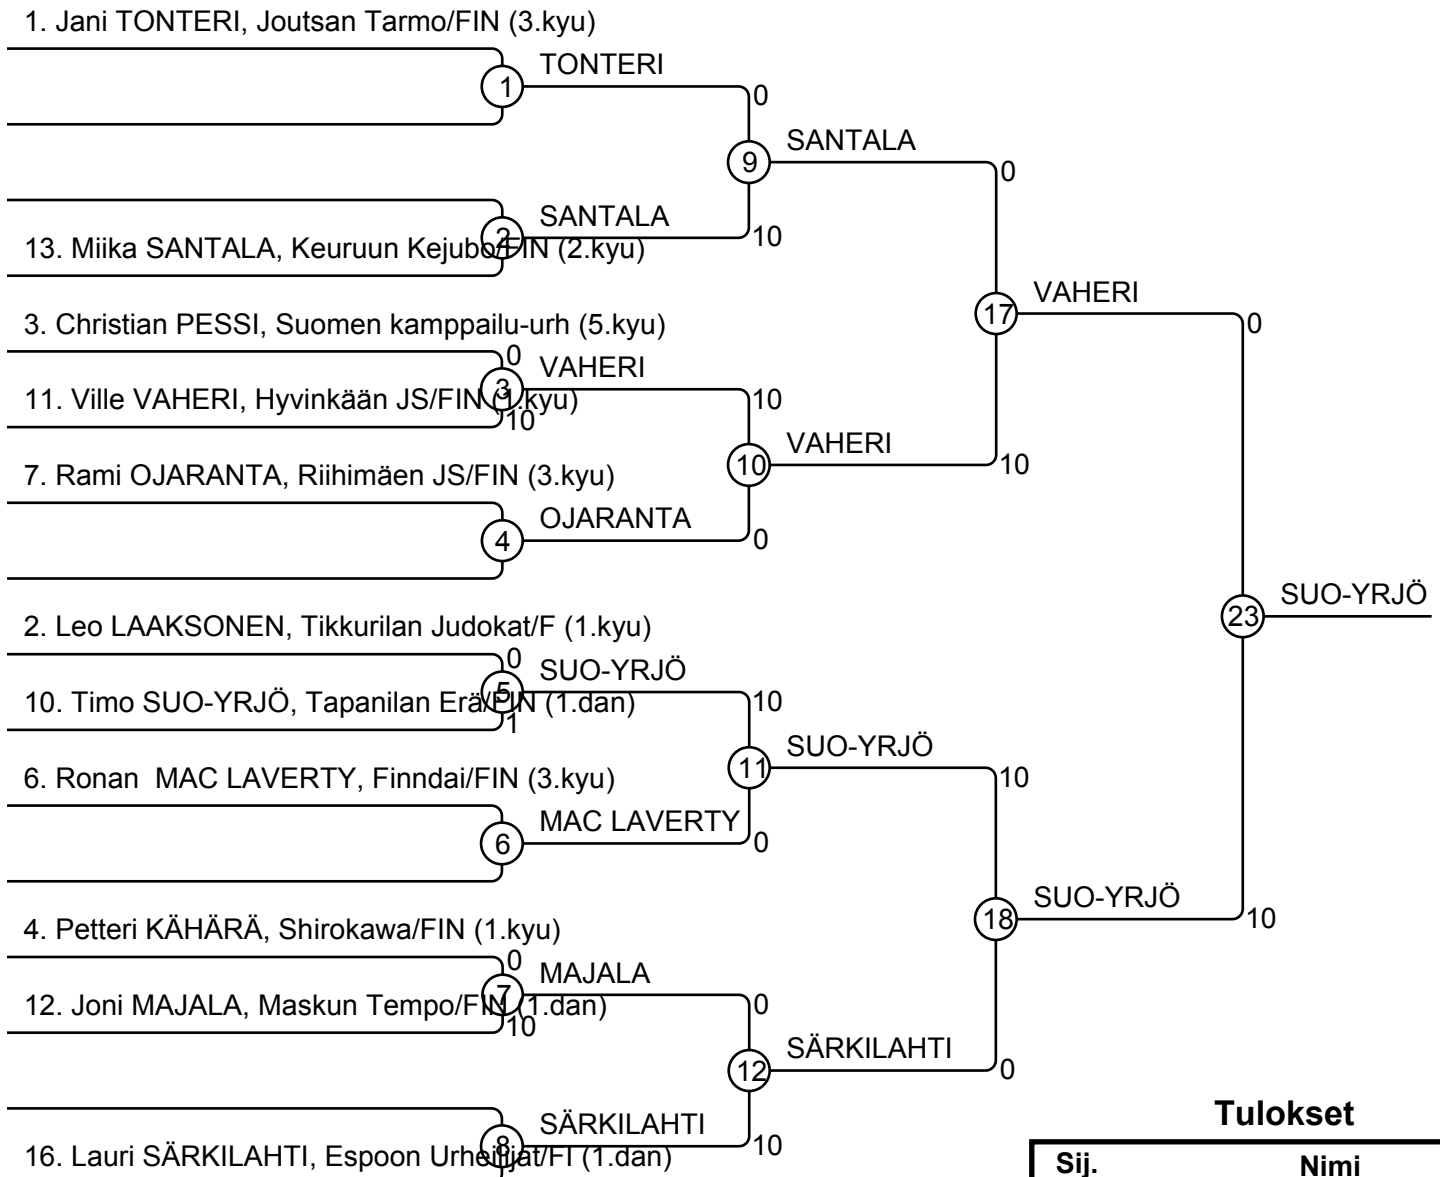 1. Jani TONTERI, Joutsan Tarmo/FIN (3.kyu)
TONTERI
1
0
SANTALA
9
0
SANTALA
2
10
13. Miika SANTALA, Keuruun Kejubo/FIN (2.kyu)
VAHERI
17
0
3. Christian PESSI, Suomen kamppailu-urh (5.kyu)
0
VAHERI
3
10
11. Ville VAHERI, Hyvinkään JS/FIN (1.kyu)
10
VAHERI
10
10
7. Rami OJARANTA, Riihimäen JS/FIN (3.kyu)
OJARANTA
4
0
SUO-YRJÖ
23
2. Leo LAAKSONEN, Tikkurilan Judokat/F (1.kyu)
0
SUO-YRJÖ
5
10
10. Timo SUO-YRJÖ, Tapanilan Erä/FIN (1.dan)
1
SUO-YRJÖ
11
10
6. Ronan  MAC LAVERTY, Finndai/FIN (3.kyu)
MAC LAVERTY
6
0
SUO-YRJÖ
18
10
4. Petteri KÄHÄRÄ, Shirokawa/FIN (1.kyu)
0
MAJALA
7
0
12. Joni MAJALA, Maskun Tempo/FIN (1.dan)
10
SÄRKILAHTI
12
0
SÄRKILAHTI
8
10
16. Lauri SÄRKILAHTI, Espoon Urheilijat/FI (1.dan)
Tulokset
Sij. Nimi